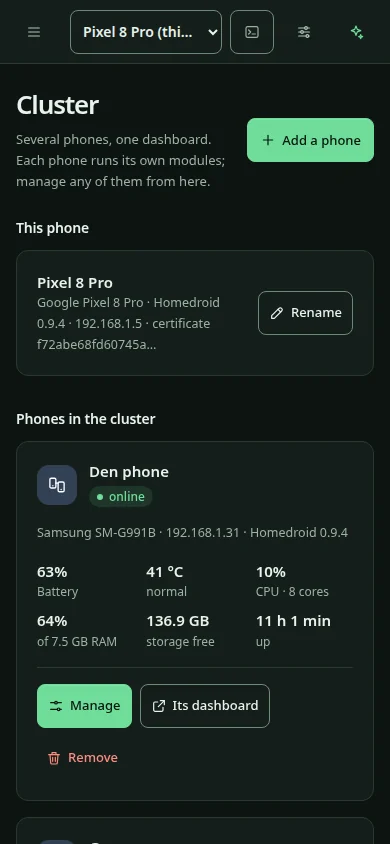 Pixel 8 Pro (thi...
Cluster
Several phones, one dashboard.
Each phone runs its own modules;
manage any of them from here.
Add a phone
This phone
Pixel 8 Pro
Google Pixel 8 Pro · Homedroid
0.9.4 · 192.168.1.5 · certificate
f72abe68fd60745a…
Rename
Phones in the cluster
Den phone
online
Samsung SM-G991B · 192.168.1.31 · Homedroid 0.9.4
63% 41 °C 10%
Battery normal CPU · 8 cores
64% 136.9 GB 11 h 1 min
of 7.5 GB RAM storage free up
Manage Its dashboard
Remove